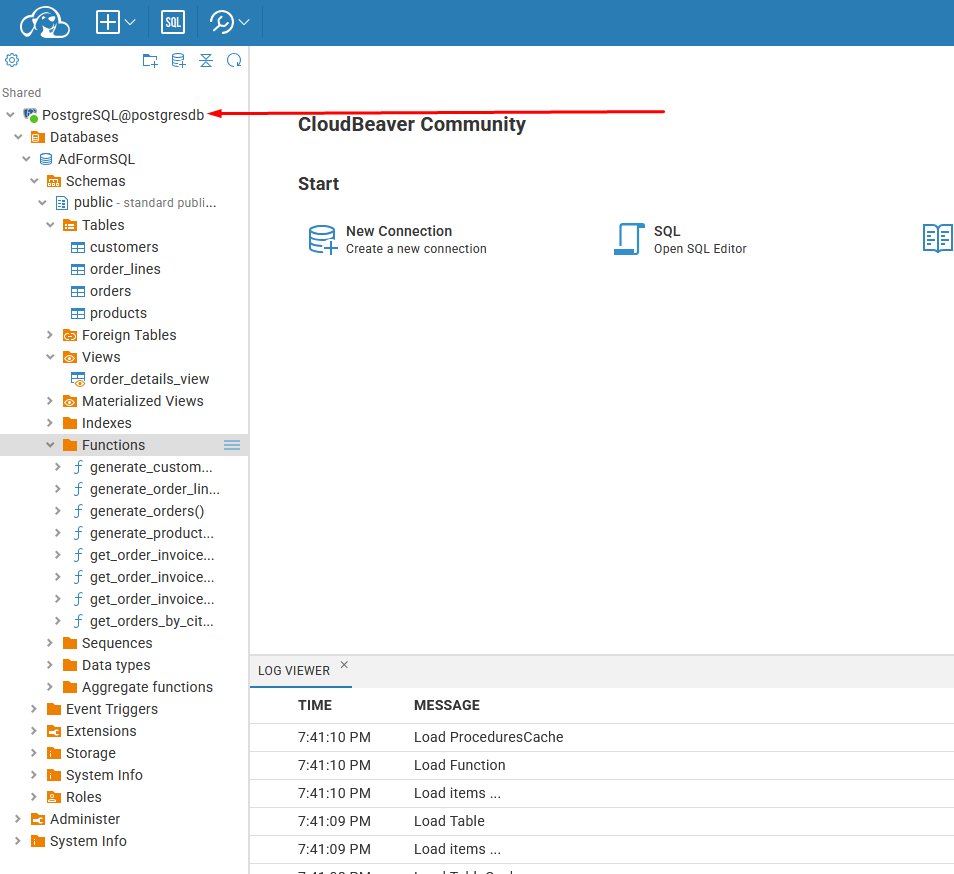 SQL
Shared
PostgreSQL@postgresdb
Databases
AdFormSQL
Schemas
public - standard publi...
Tables
customers
order_lines
orders
products
Foreign Tables
Views
order_details_view
Materialized Views
Indexes
Functions
generate_custom...
generate_order_lin...
generate_orders()
generate_product...
get_order_invoice...
get_order_invoice...
get_order_invoice...
get_orders_by_cit...
Sequences
Data types
Aggregate functions
Event Triggers
Extensions
Storage
System Info
Roles
Administer
System Info
CloudBeaver Community
Start
New Connection
Create a new connection
SQL
Open SQL Editor
LOG VIEWER
TIME MESSAGE
7:41:10 PM Load ProceduresCache
7:41:10 PM Load Function
7:41:10 PM Load items ...
7:41:09 PM Load Table
7:41:09 PM Load items ...